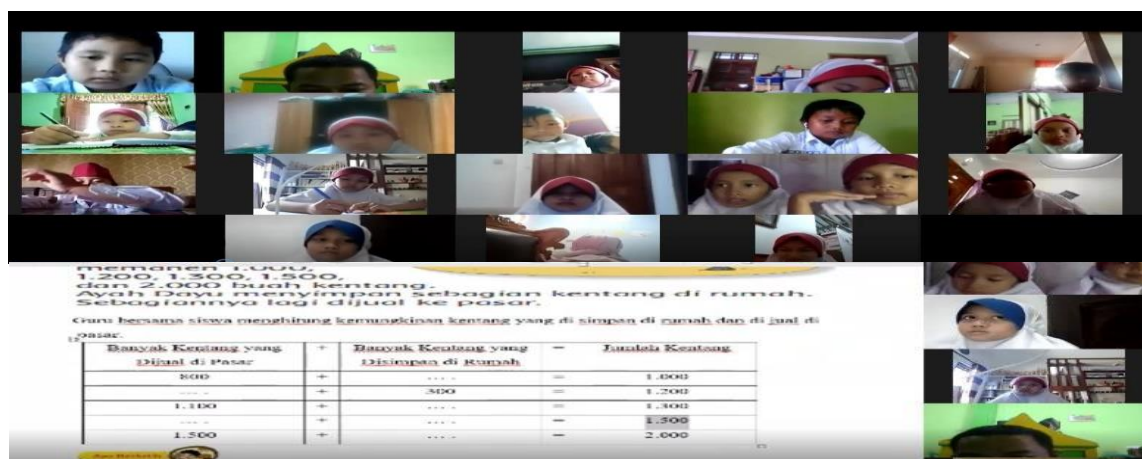 memanen 1.000,
1.200, 1.300, 1.500,
dan 2.000 buah kentang.
Ayah Dayu menyimpan sebagian kentang di rumah.
Sebagiannya lagi dijual ke pasar.
Guru bersama siswa menghitung kemungkinan kentang yang di simpan di rumah dan di jual di
pasar.
Banyak Kentang yang Dijual di Pasar + Banyak Kentang yang Disimpan di Rumah = Jumlah Kentang
800 + .... = 1.000
.... + 300 = 1.200
1.100 + .... = 1.300
.... + .... = 1.500
1.500 + .... = 2.000
Ayo Berlatih